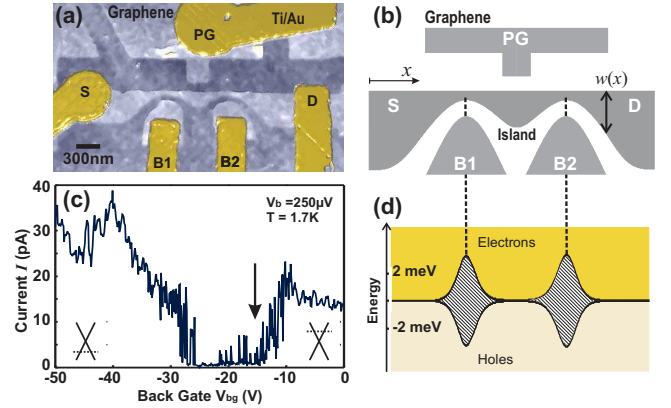 (a)
Graphene
Ti/Au
PG
S
D
B1
B2
300nm
(b)
Graphene
PG
x
w(x)
S
D
Island
B1
B2
(c)
V_b =250µV
T = 1.7K
Current I (pA)
40
30
20
10
0
-50
-40
-30
-20
-10
0
Back Gate V_bg (V)
(d)
Energy
Electrons
2 meV
-2 meV
Holes